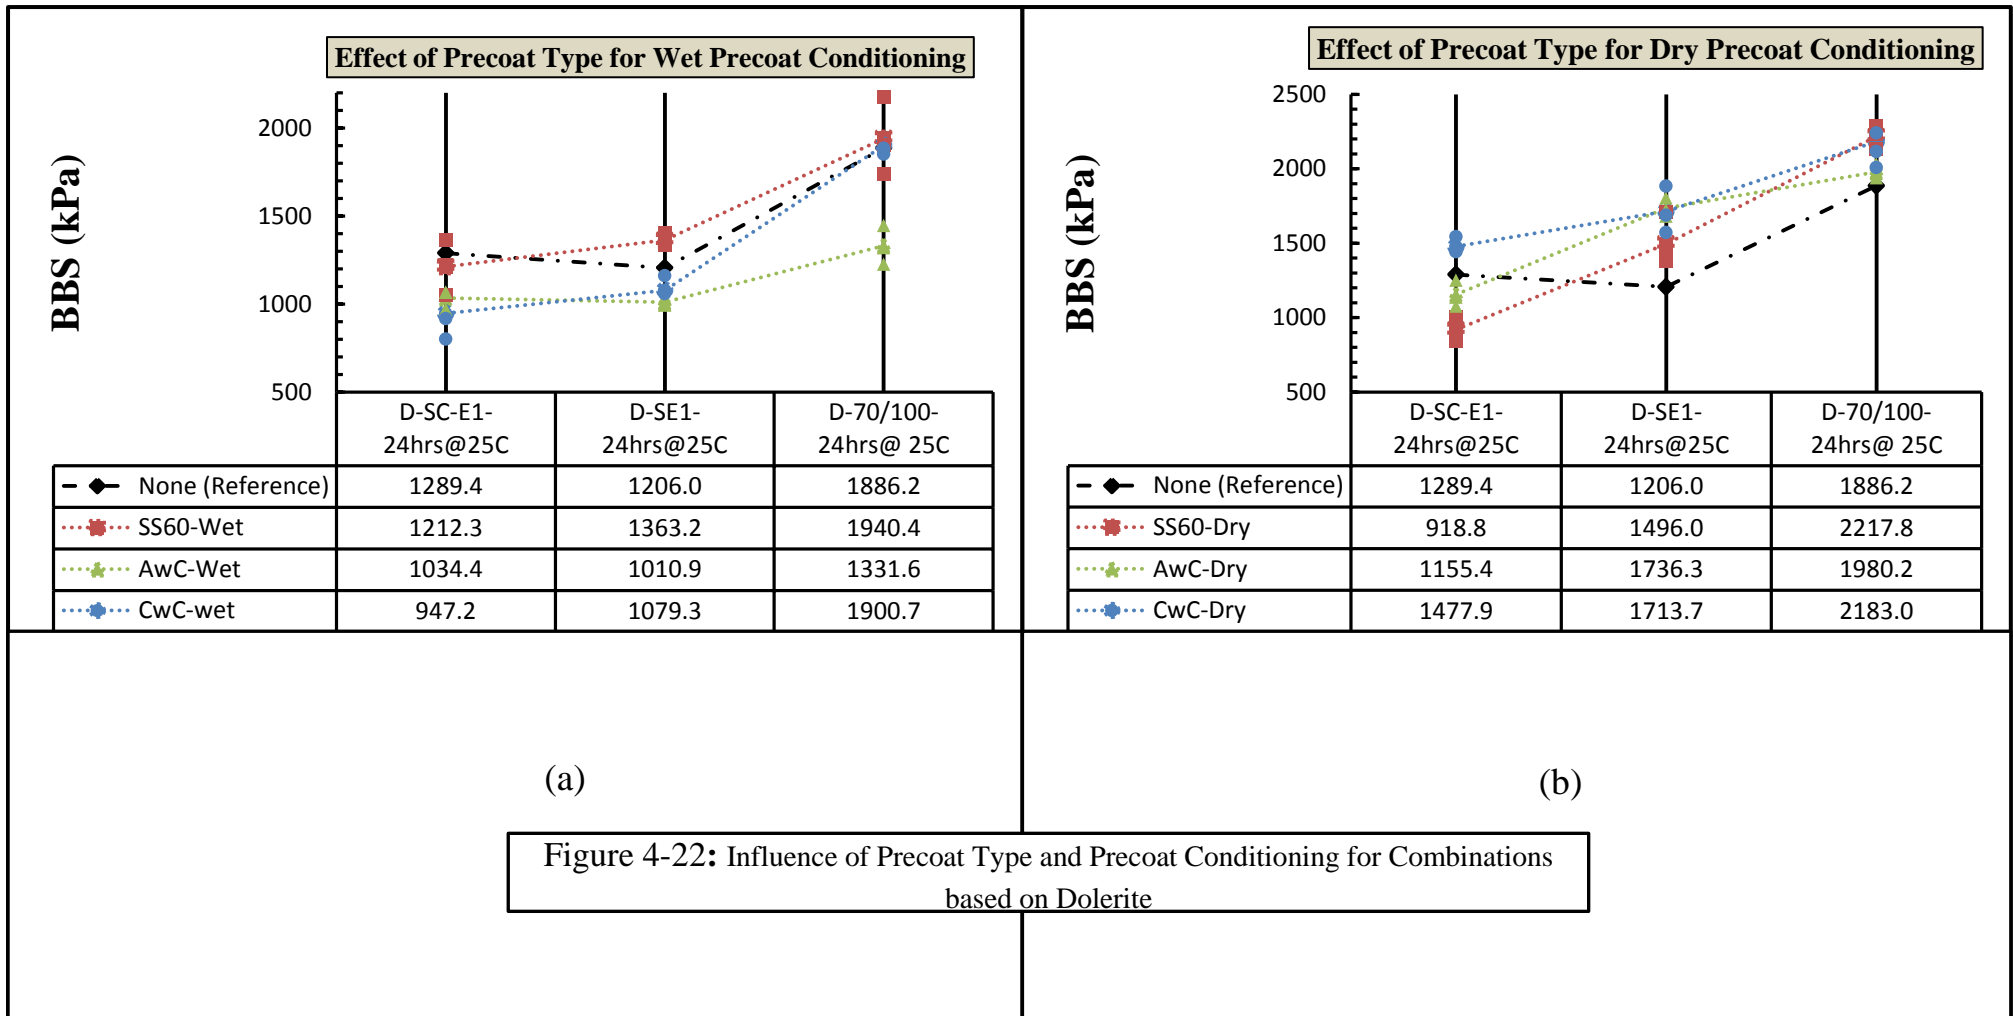 Effect of Precoat Type for Wet Precoat Conditioning
BBS (kPa)
2000
1500
1000
500
D-SC-E1-
24hrs@25C
D-SE1-
24hrs@25C
D-70/100-
24hrs@ 25C
None (Reference) 1289.4 1206.0 1886.2
SS60-Wet 1212.3 1363.2 1940.4
AwC-Wet 1034.4 1010.9 1331.6
CwC-wet 947.2 1079.3 1900.7
(a)
Effect of Precoat Type for Dry Precoat Conditioning
BBS (kPa)
2500
2000
1500
1000
500
D-SC-E1-
24hrs@25C
D-SE1-
24hrs@25C
D-70/100-
24hrs@ 25C
None (Reference) 1289.4 1206.0 1886.2
SS60-Dry 918.8 1496.0 2217.8
AwC-Dry 1155.4 1736.3 1980.2
CwC-Dry 1477.9 1713.7 2183.0
(b)
Figure 4-22: Influence of Precoat Type and Precoat Conditioning for Combinations
based on Dolerite